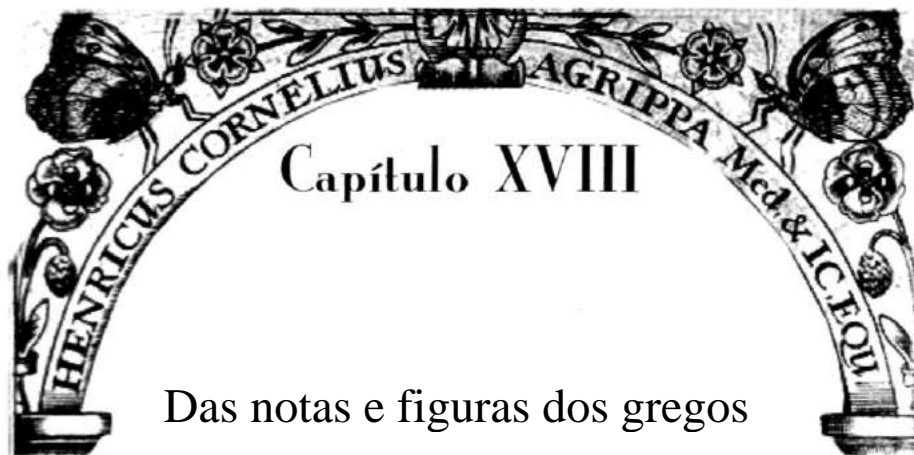 HENRICUS CORNELIUS AGRIPPA Med. & IC. EQU
Capítulo XVIII
Das notas e figuras dos gregos